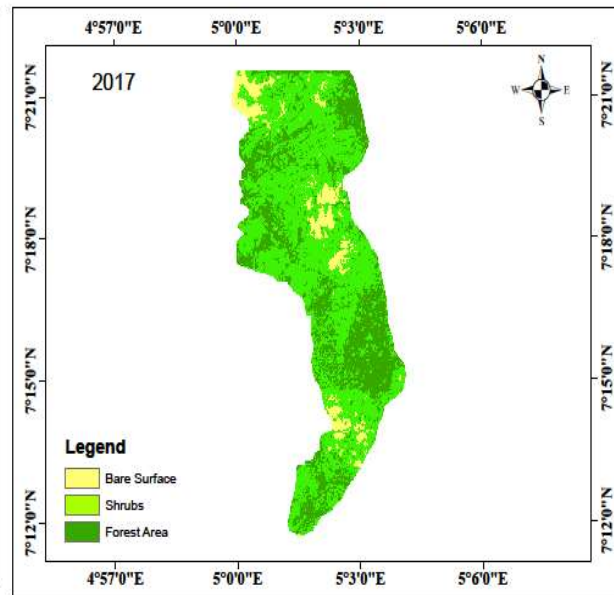 4°57'0"E 5°0'0"E 5°3'0"E 5°6'0"E
2017
N
W E
S
7°21'0"N 7°21'0"N
7°18'0"N 7°18'0"N
7°15'0"N 7°15'0"N
Legend
Bare Surface
Shrubs
Forest Area
7°12'0"N 7°12'0"N
4°57'0"E 5°0'0"E 5°3'0"E 5°6'0"E